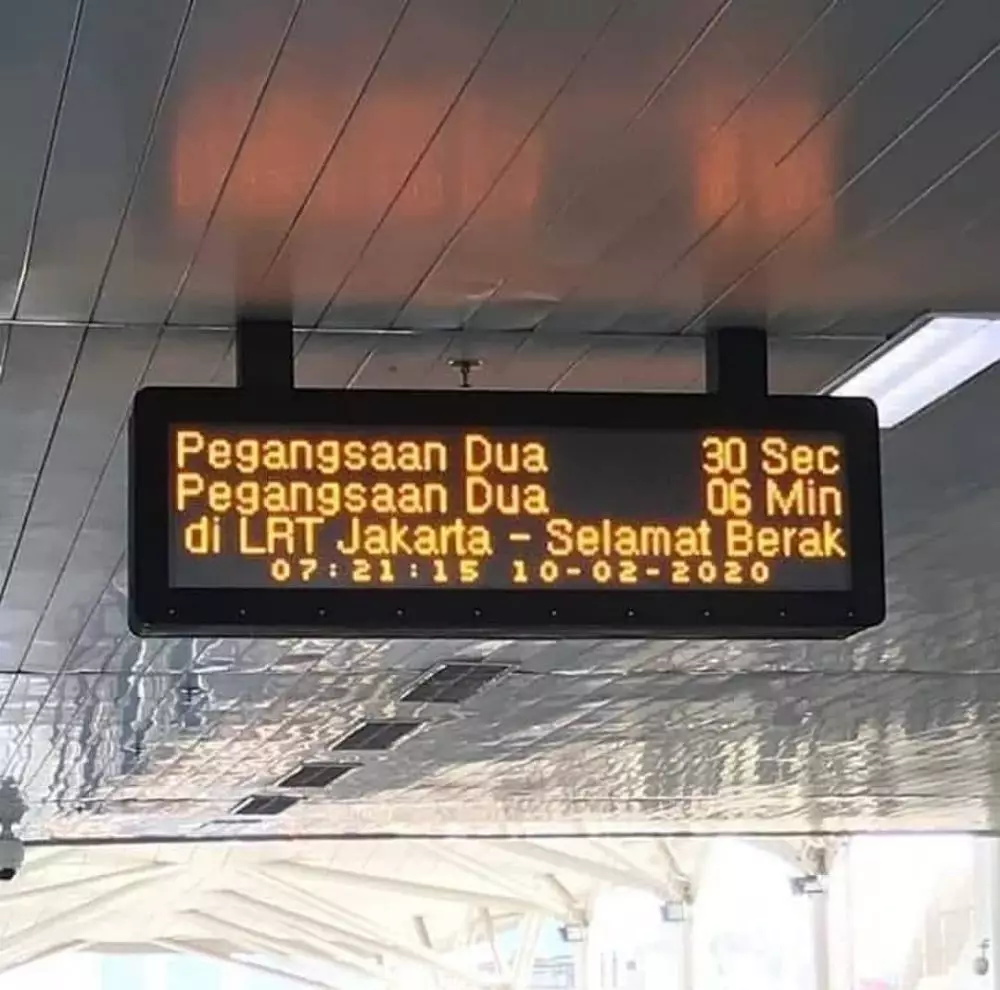 Pegangsaan Dua 30 Sec
Pegangsaan Dua 06 Min
di LRT Jakarta - Selamat Berak
07:21:15 10-02-2020